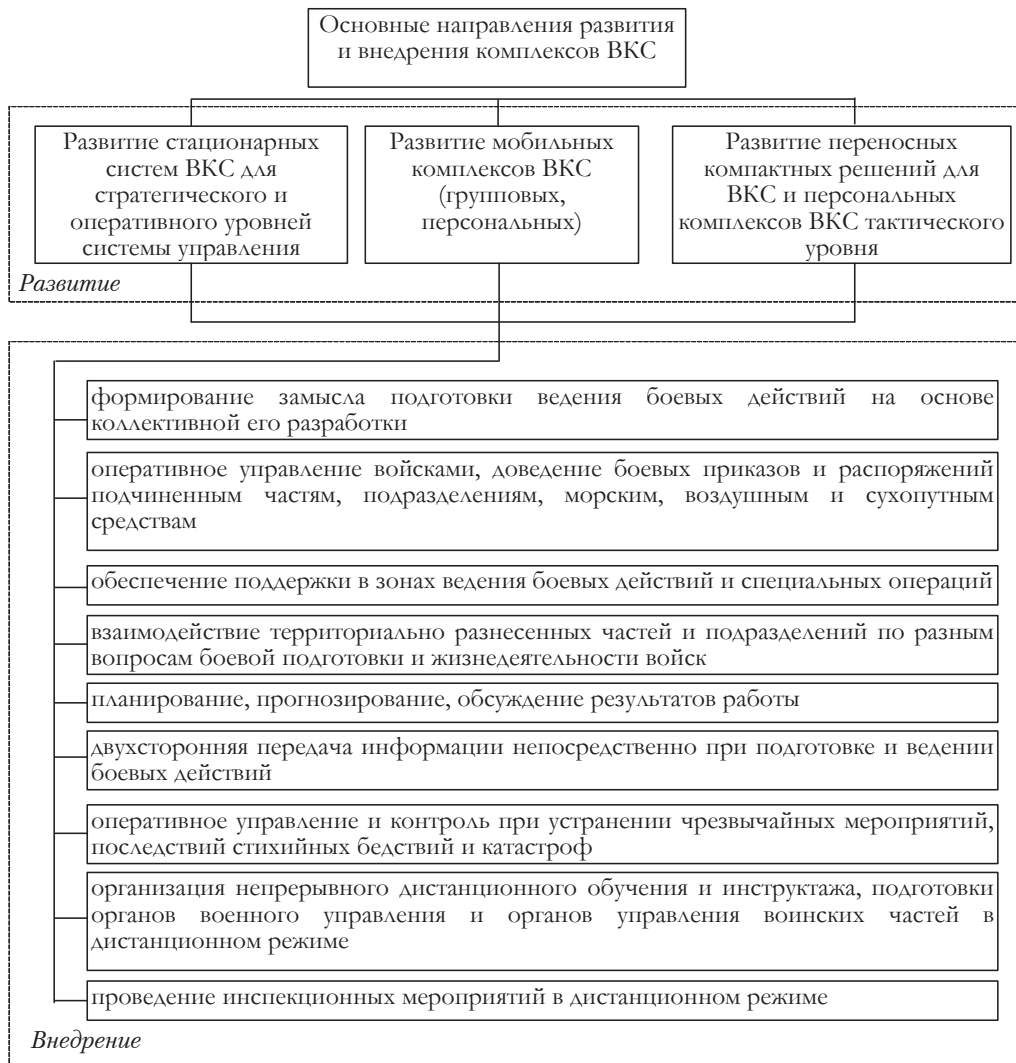 Основные направления развития
и внедрения комплексов ВКС
Развитие стационарных
систем ВКС для
стратегического и
оперативного уровней
системы управления
Развитие мобильных
комплексов ВКС
(групповых,
персональных)
Развитие переносных
компактных решений для
ВКС и персональных
комплексов ВКС тактического
уровня
Развитие
формирование замысла подготовки ведения боевых действий на основе
коллективной его разработки
оперативное управление войсками, доведение боевых приказов и распоряжений
подчиненным частям, подразделениям, морским, воздушным и сухопутным
средствам
обеспечение поддержки в зонах ведения боевых действий и специальных операций
взаимодействие территориально разнесенных частей и подразделений по разным
вопросам боевой подготовки и жизнедеятельности войск
планирование, прогнозирование, обсуждение результатов работы
двухсторонняя передача информации непосредственно при подготовке и ведении
боевых действий
оперативное управление и контроль при устранении чрезвычайных мероприятий,
последствий стихийных бедствий и катастроф
организация непрерывного дистанционного обучения и инструктажа, подготовки
органов военного управления и органов управления воинских частей в
дистанционном режиме
проведение инспекционных мероприятий в дистанционном режиме
Внедрение